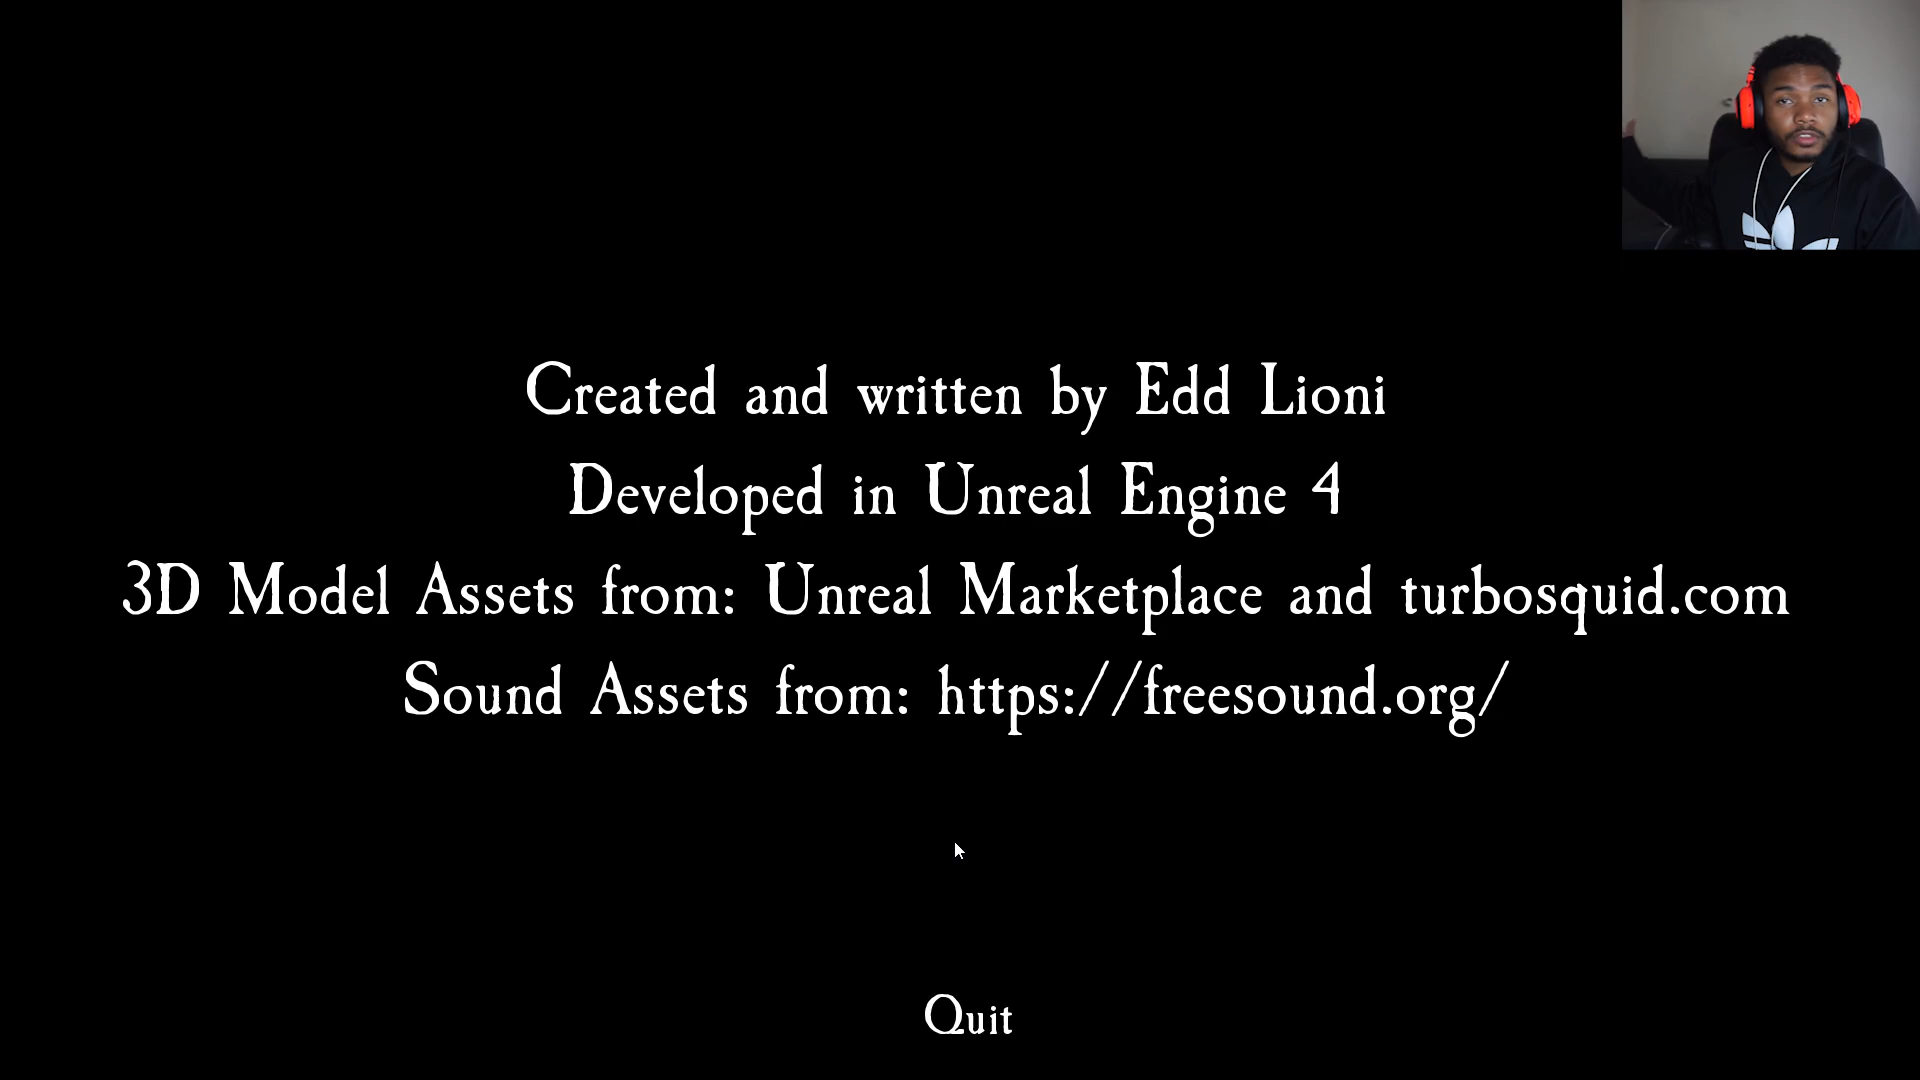 Created and written by Edd Lioni
Developed in Unreal Engine 4
3D Model Assets from: Unreal Marketplace and turbosquid.com
Sound Assets from: https://freesound.org/
Quit